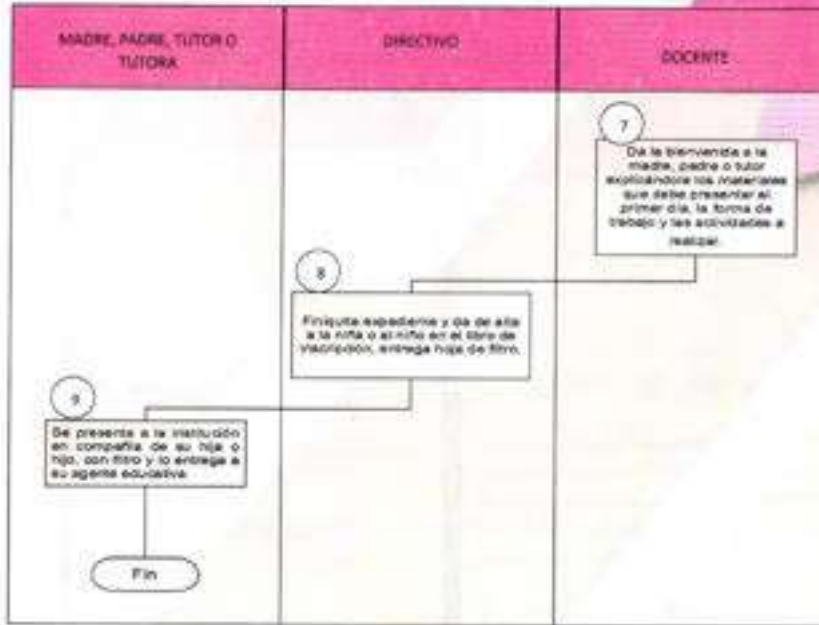 MADRE, PADRE, TUTOR O
TUTORA
DIRECTIVO
DOCENTE
7
Da la bienvenida a la
madre, padre o tutor
explicándole los materiales
que debe presentar el
primer día, la forma de
trabajo y las actividades a
realizar.
8
Finiquita expediente y da de alta
a la niña o al niño en el libro de
inscripción, entrega hoja de filtro.
9
Se presenta a la institución
en compañía de su hija o
hijo, con filtro y lo entrega a
su agente educativa
Fin